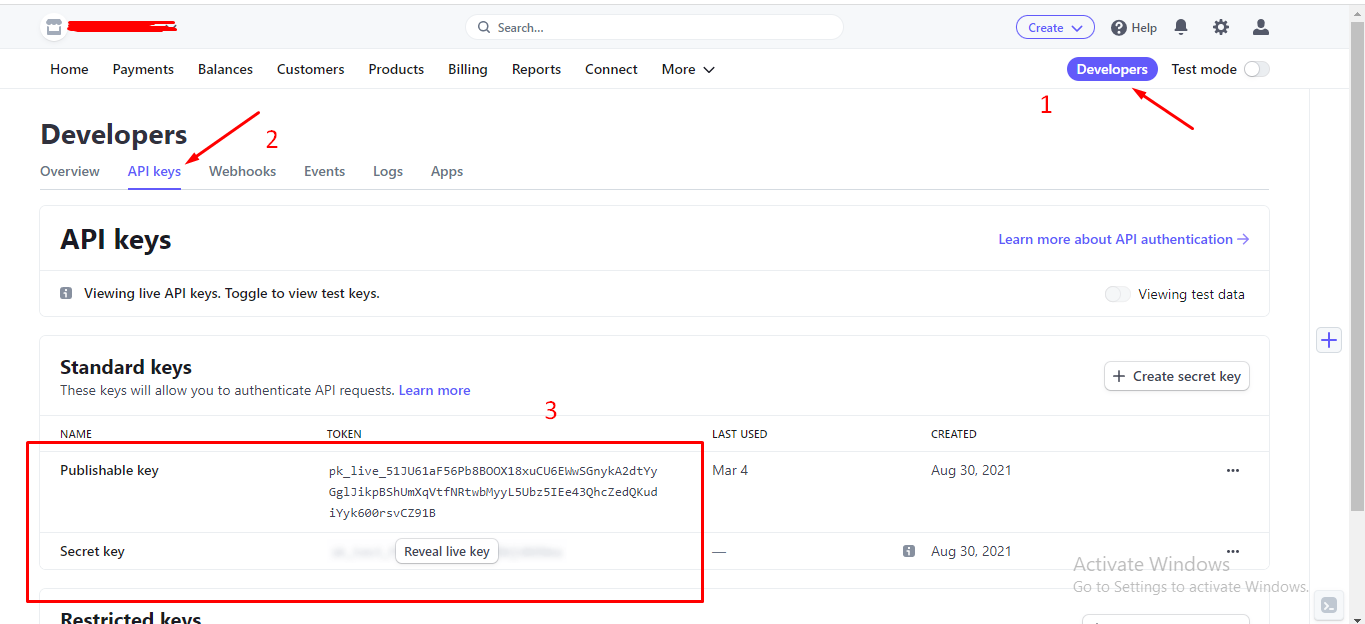 Search...
Create
Help
Home Payments Balances Customers Products Billing Reports Connect More
Developers Test mode
1
Developers
2
Overview API keys Webhooks Events Logs Apps
API keys
Learn more about API authentication →
Viewing live API keys. Toggle to view test keys.
Viewing test data
Standard keys
These keys will allow you to authenticate API requests. Learn more
+ Create secret key
3
NAME TOKEN LAST USED CREATED
Publishable key
pk_live_51JU61aF56Pb8BOOX18xuCU6EWwSGnykA2dtYy
GglJikpBShUmXqVtfNRtwbMyyL5Ubz5IEe43QhcZedQKud
iYyk600rsvCZ91B
Mar 4
Aug 30, 2021
Secret key
Reveal live key
—
Aug 30, 2021
Activate Windows
Go to Settings to activate Windows.
Restricted keys